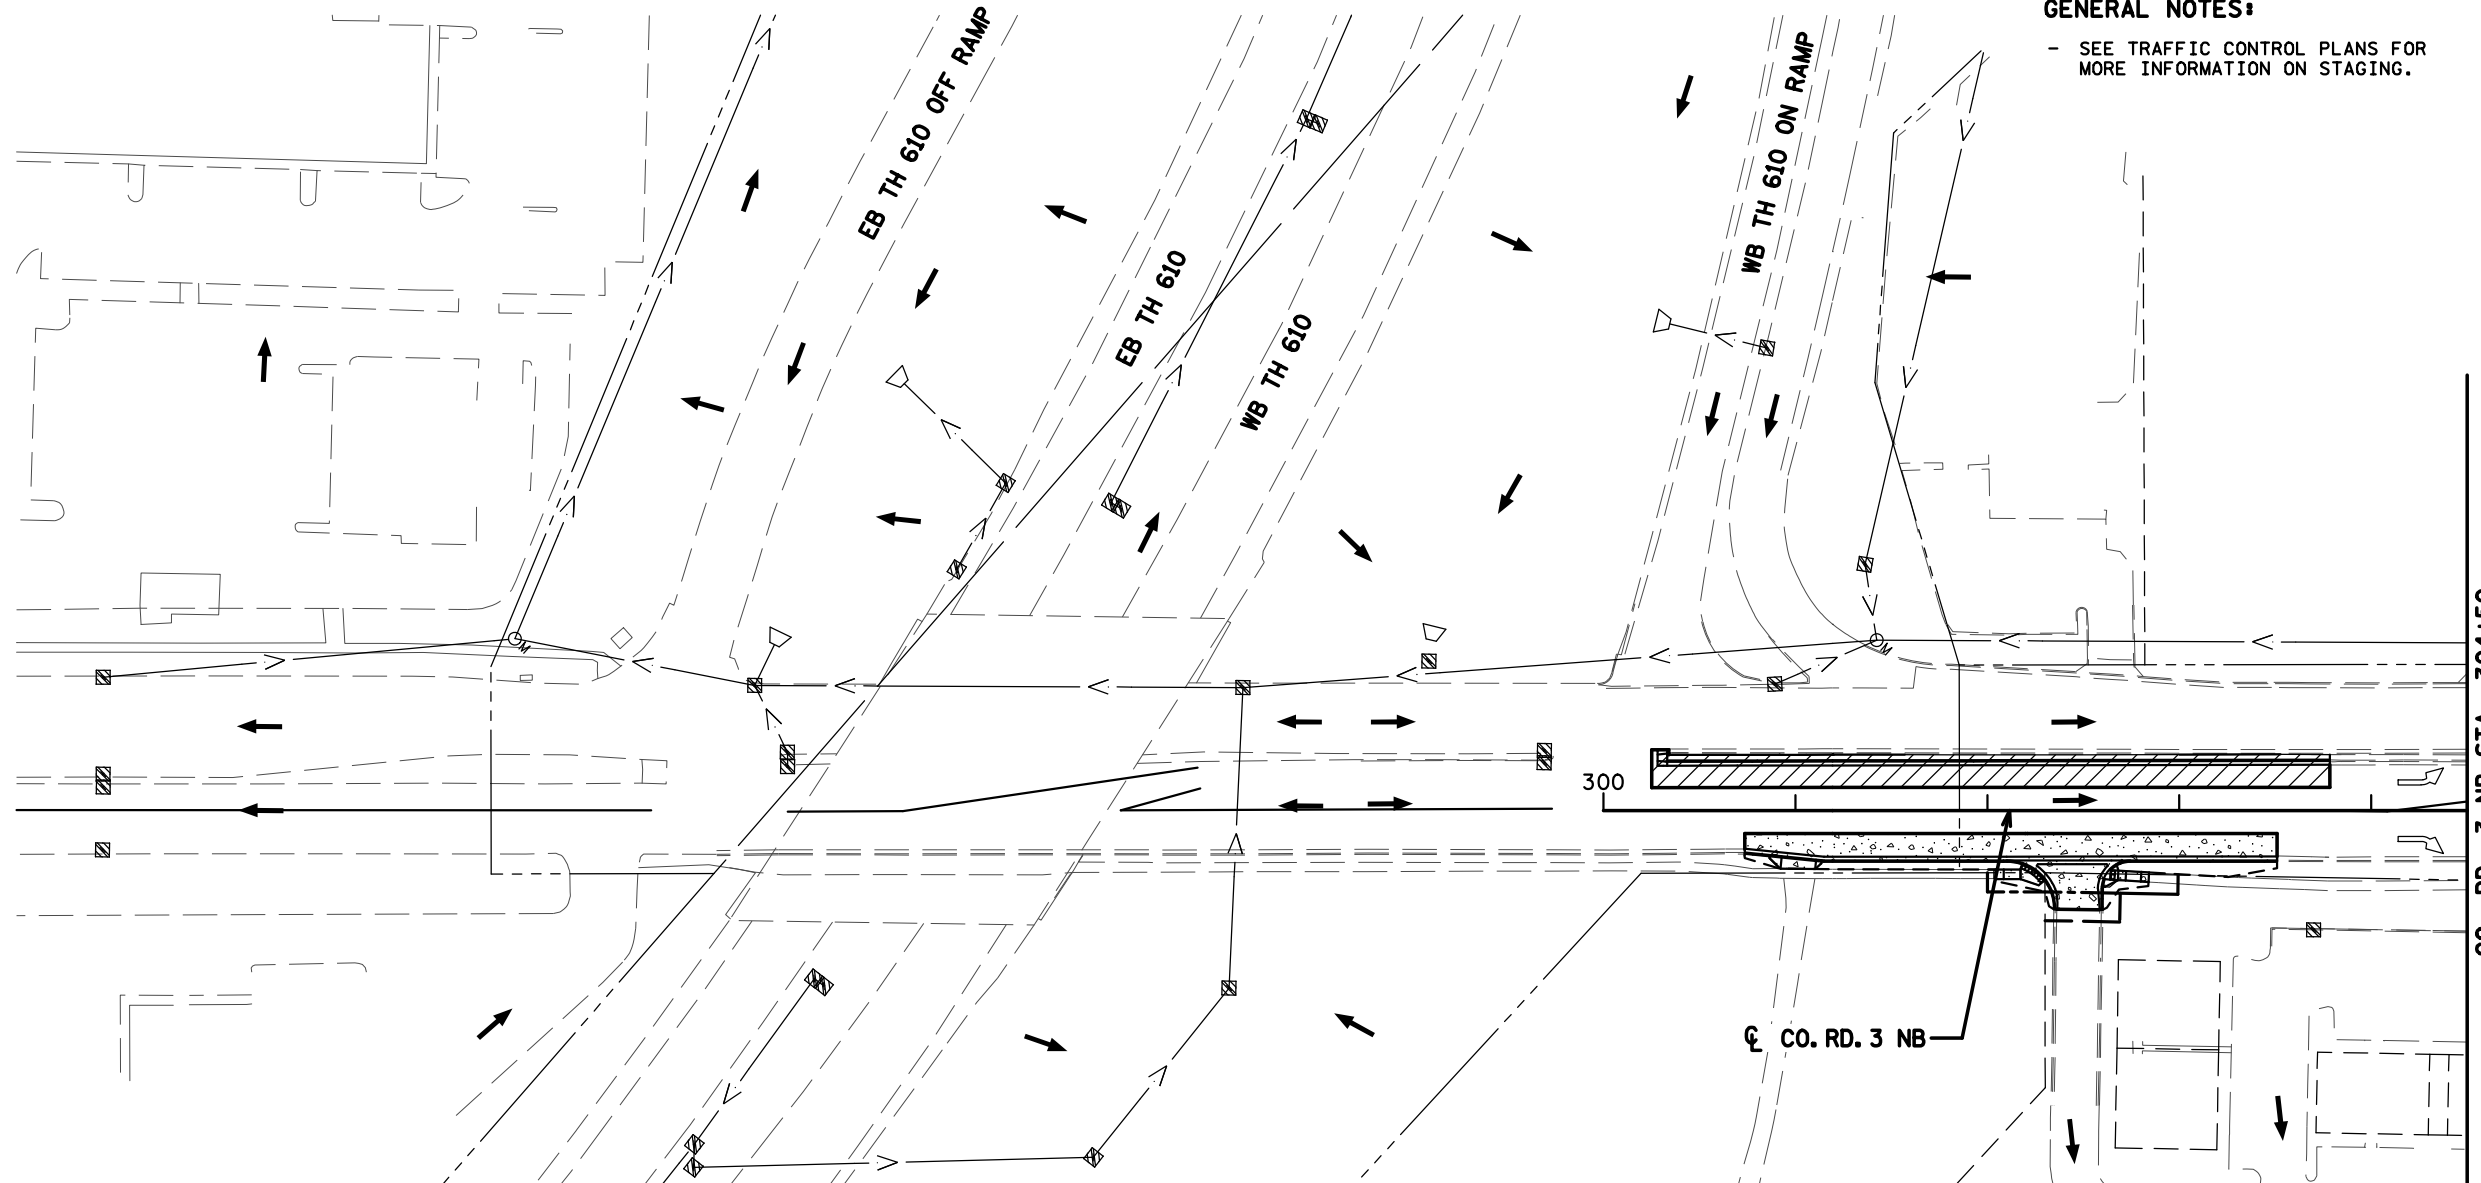 GENERAL NOTES:
- SEE TRAFFIC CONTROL PLANS FOR
MORE INFORMATION ON STAGING.
EB TH 610 OFF RAMP
EB TH 610
WB TH 610
WB TH 610 ON RAMP
M
M
300
℄ CO. RD. 3 NB